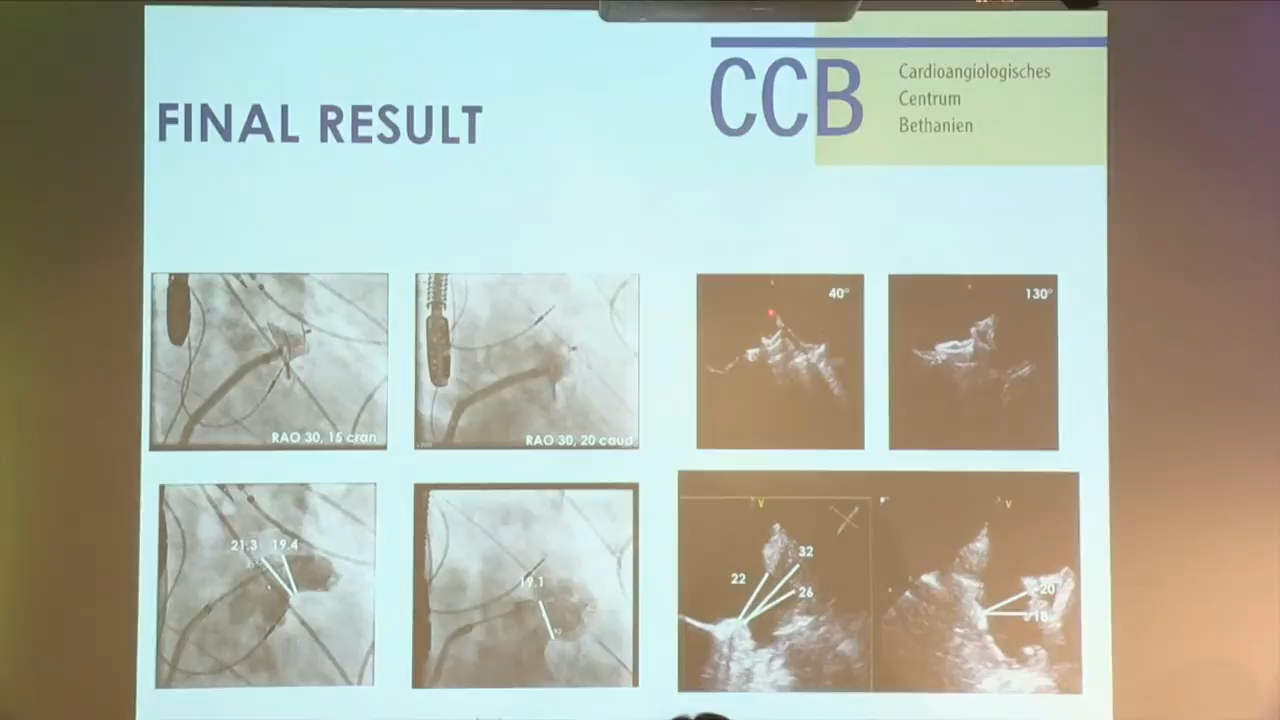 FINAL RESULT
CCB
Cardioangiologisches
Centrum
Bethanien
RAO 30, 15 cran
RAO 30, 20 caud
40°
130°
21.3 19.4
19.1
V
22
32
26
V
20
18